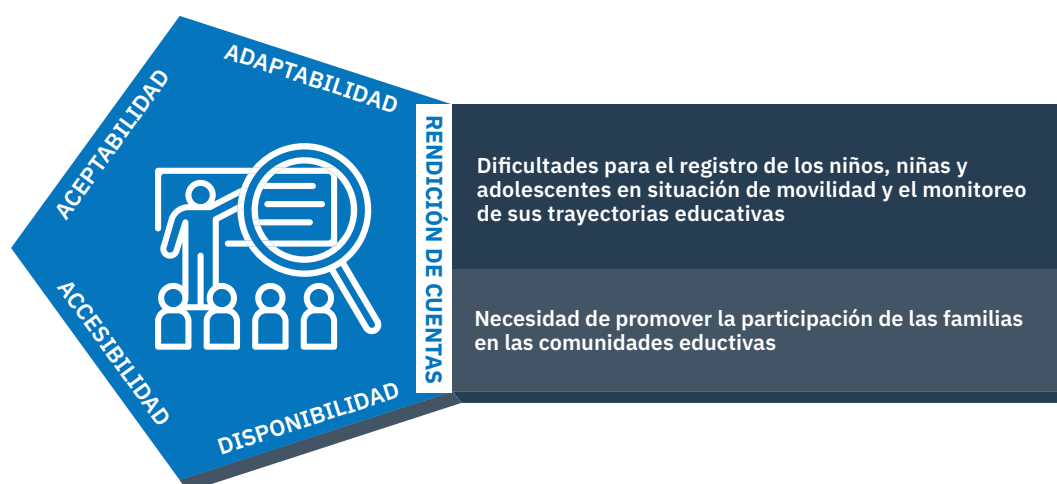 ADAPTABILIDAD
ACEPTABILIDAD
RENDICIÓN DE CUENTAS
ACCESIBILIDAD
DISPONIBILIDAD
Dificultades para el registro de los niños, niñas y
adolescentes en situación de movilidad y el monitoreo
de sus trayectorias educativas
Necesidad de promover la participación de las familias
en las comunidades eductivas